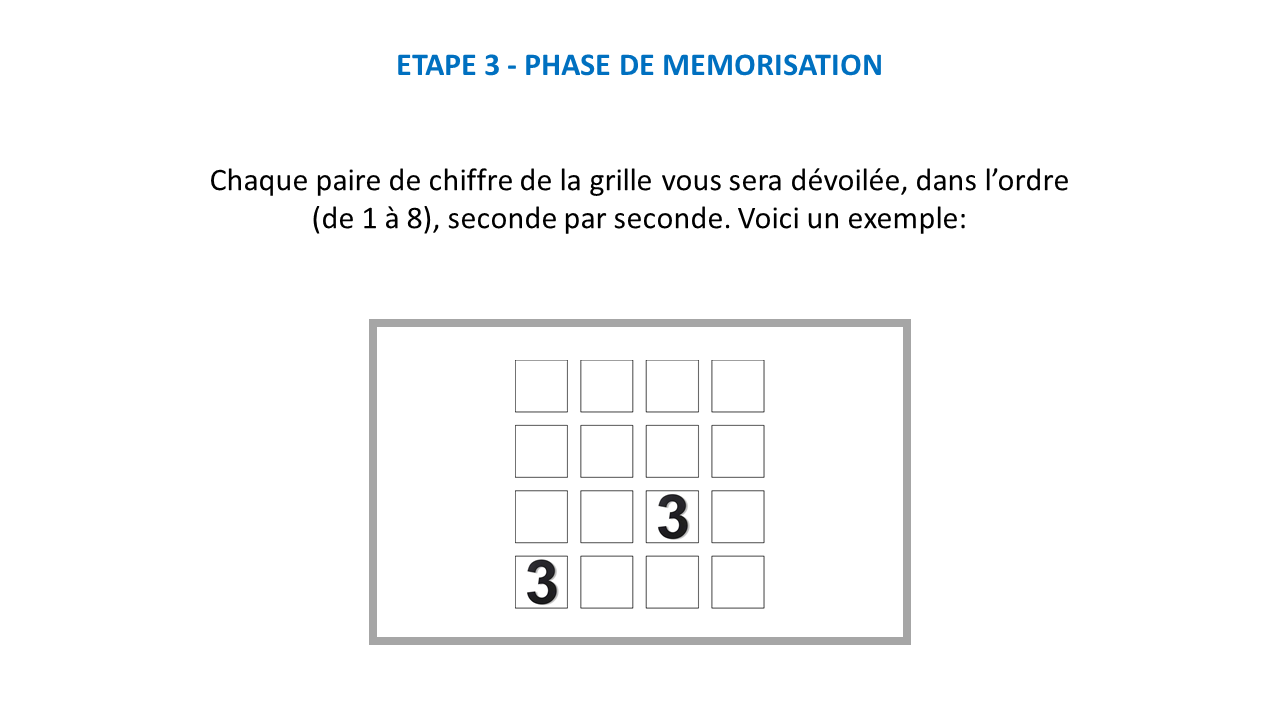 ETAPE 3 - PHASE DE MEMORISATION
Chaque paire de chiffre de la grille vous sera dévoilée, dans l’ordre
(de 1 à 8), seconde par seconde. Voici un exemple:
3
3